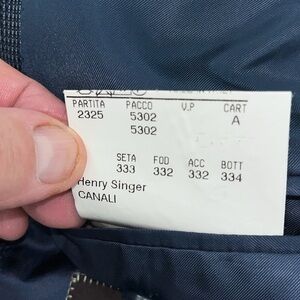 PARTITA PACCO V.P CART
2325 5302 A
5302
SETA FOD ACC BOTT
333 332 332 334
Henry Singer
CANALI